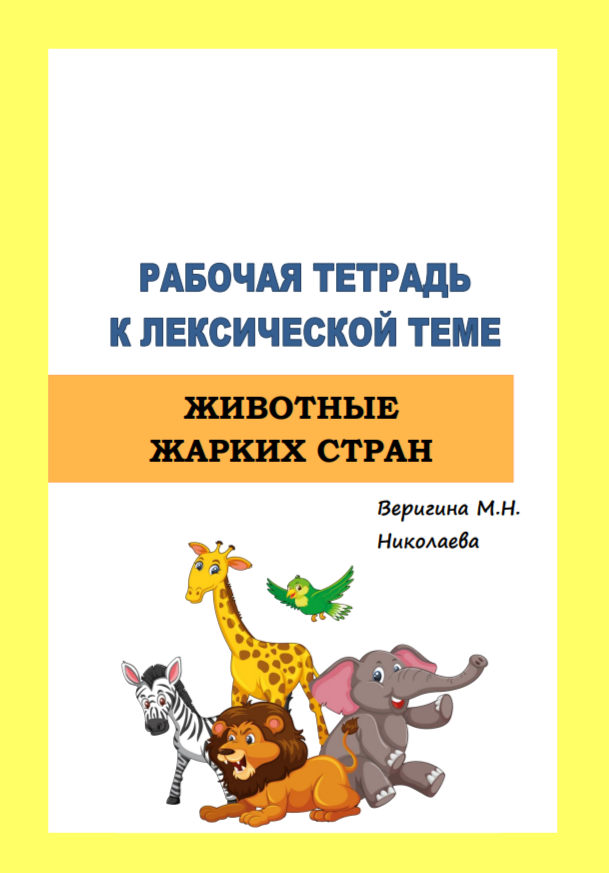 РАБОЧАЯ ТЕТРАДЬ
К ЛЕКСИЧЕСКОЙ ТЕМЕ
ЖИВОТНЫЕ
ЖАРКИХ СТРАН
Веригина М.Н.
Николаева